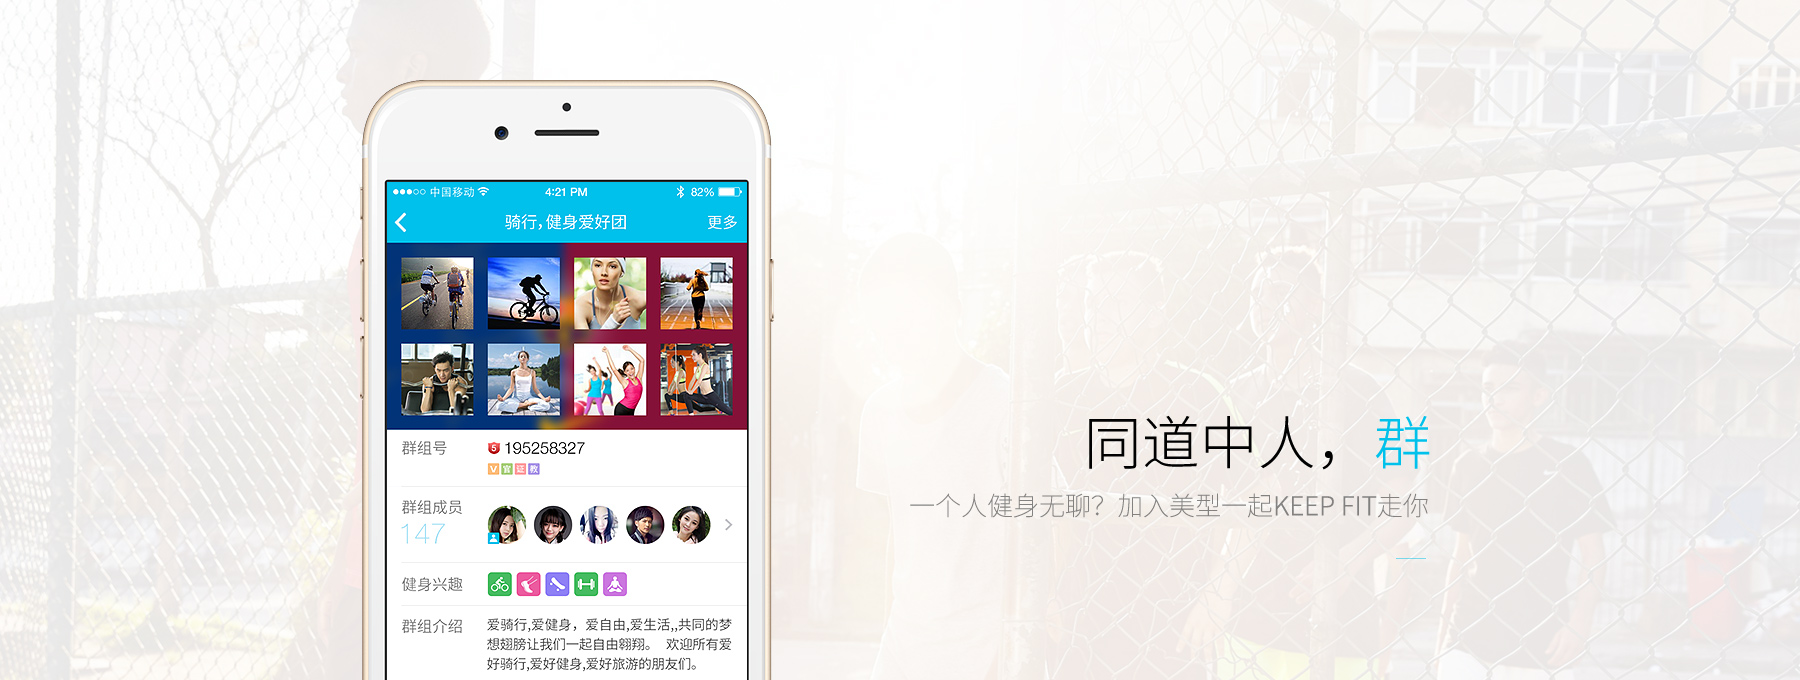 中国移动 4:21 PM 82%
骑行，健身爱好团 更多
群组号 5 195258327
V 官 证 教
群组成员
147
健身兴趣
群组介绍 爱骑行,爱健身，爱自由,爱生活,,共同的梦
想翅膀让我们一起自由翱翔。 欢迎所有爱
好骑行,爱好健身,爱好旅游的朋友们。
同道中人，群
一个人健身无聊？加入美型一起KEEP FIT走你